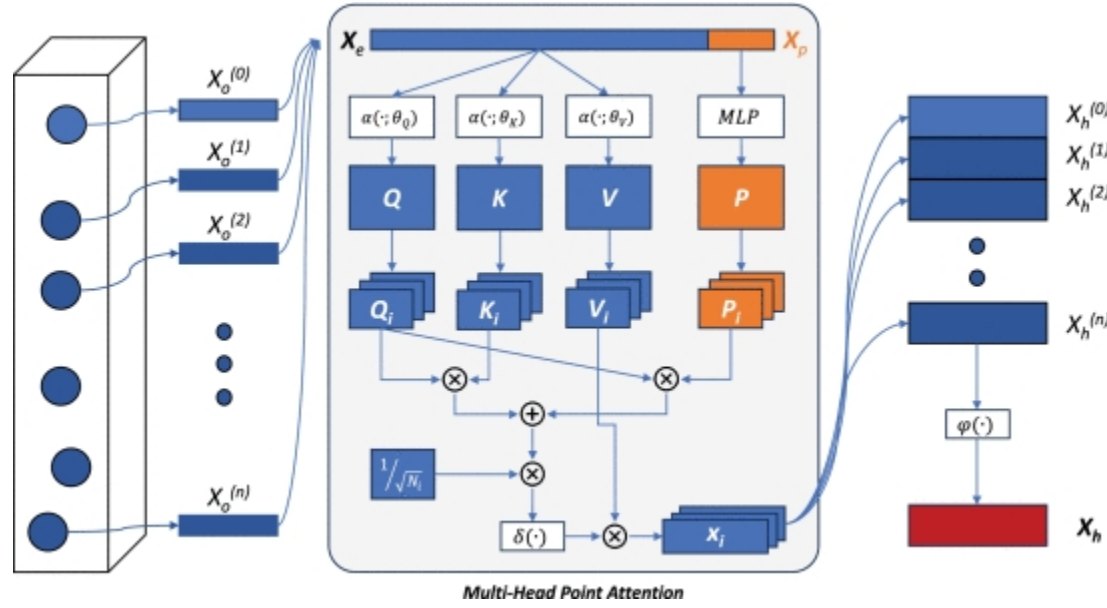 X_o^(0)
X_o^(1)
X_o^(2)
X_o^(n)
X_e
X_p
α(·; θ_Q)
α(·; θ_K)
α(·; θ_V)
MLP
Q
K
V
P
Q_i
K_i
V_i
P_i
1/√N_i
δ(·)
x_i
X_h^(0)
X_h^(1)
X_h^(2)
X_h^(n)
φ(·)
X_h
Multi-Head Point Attention